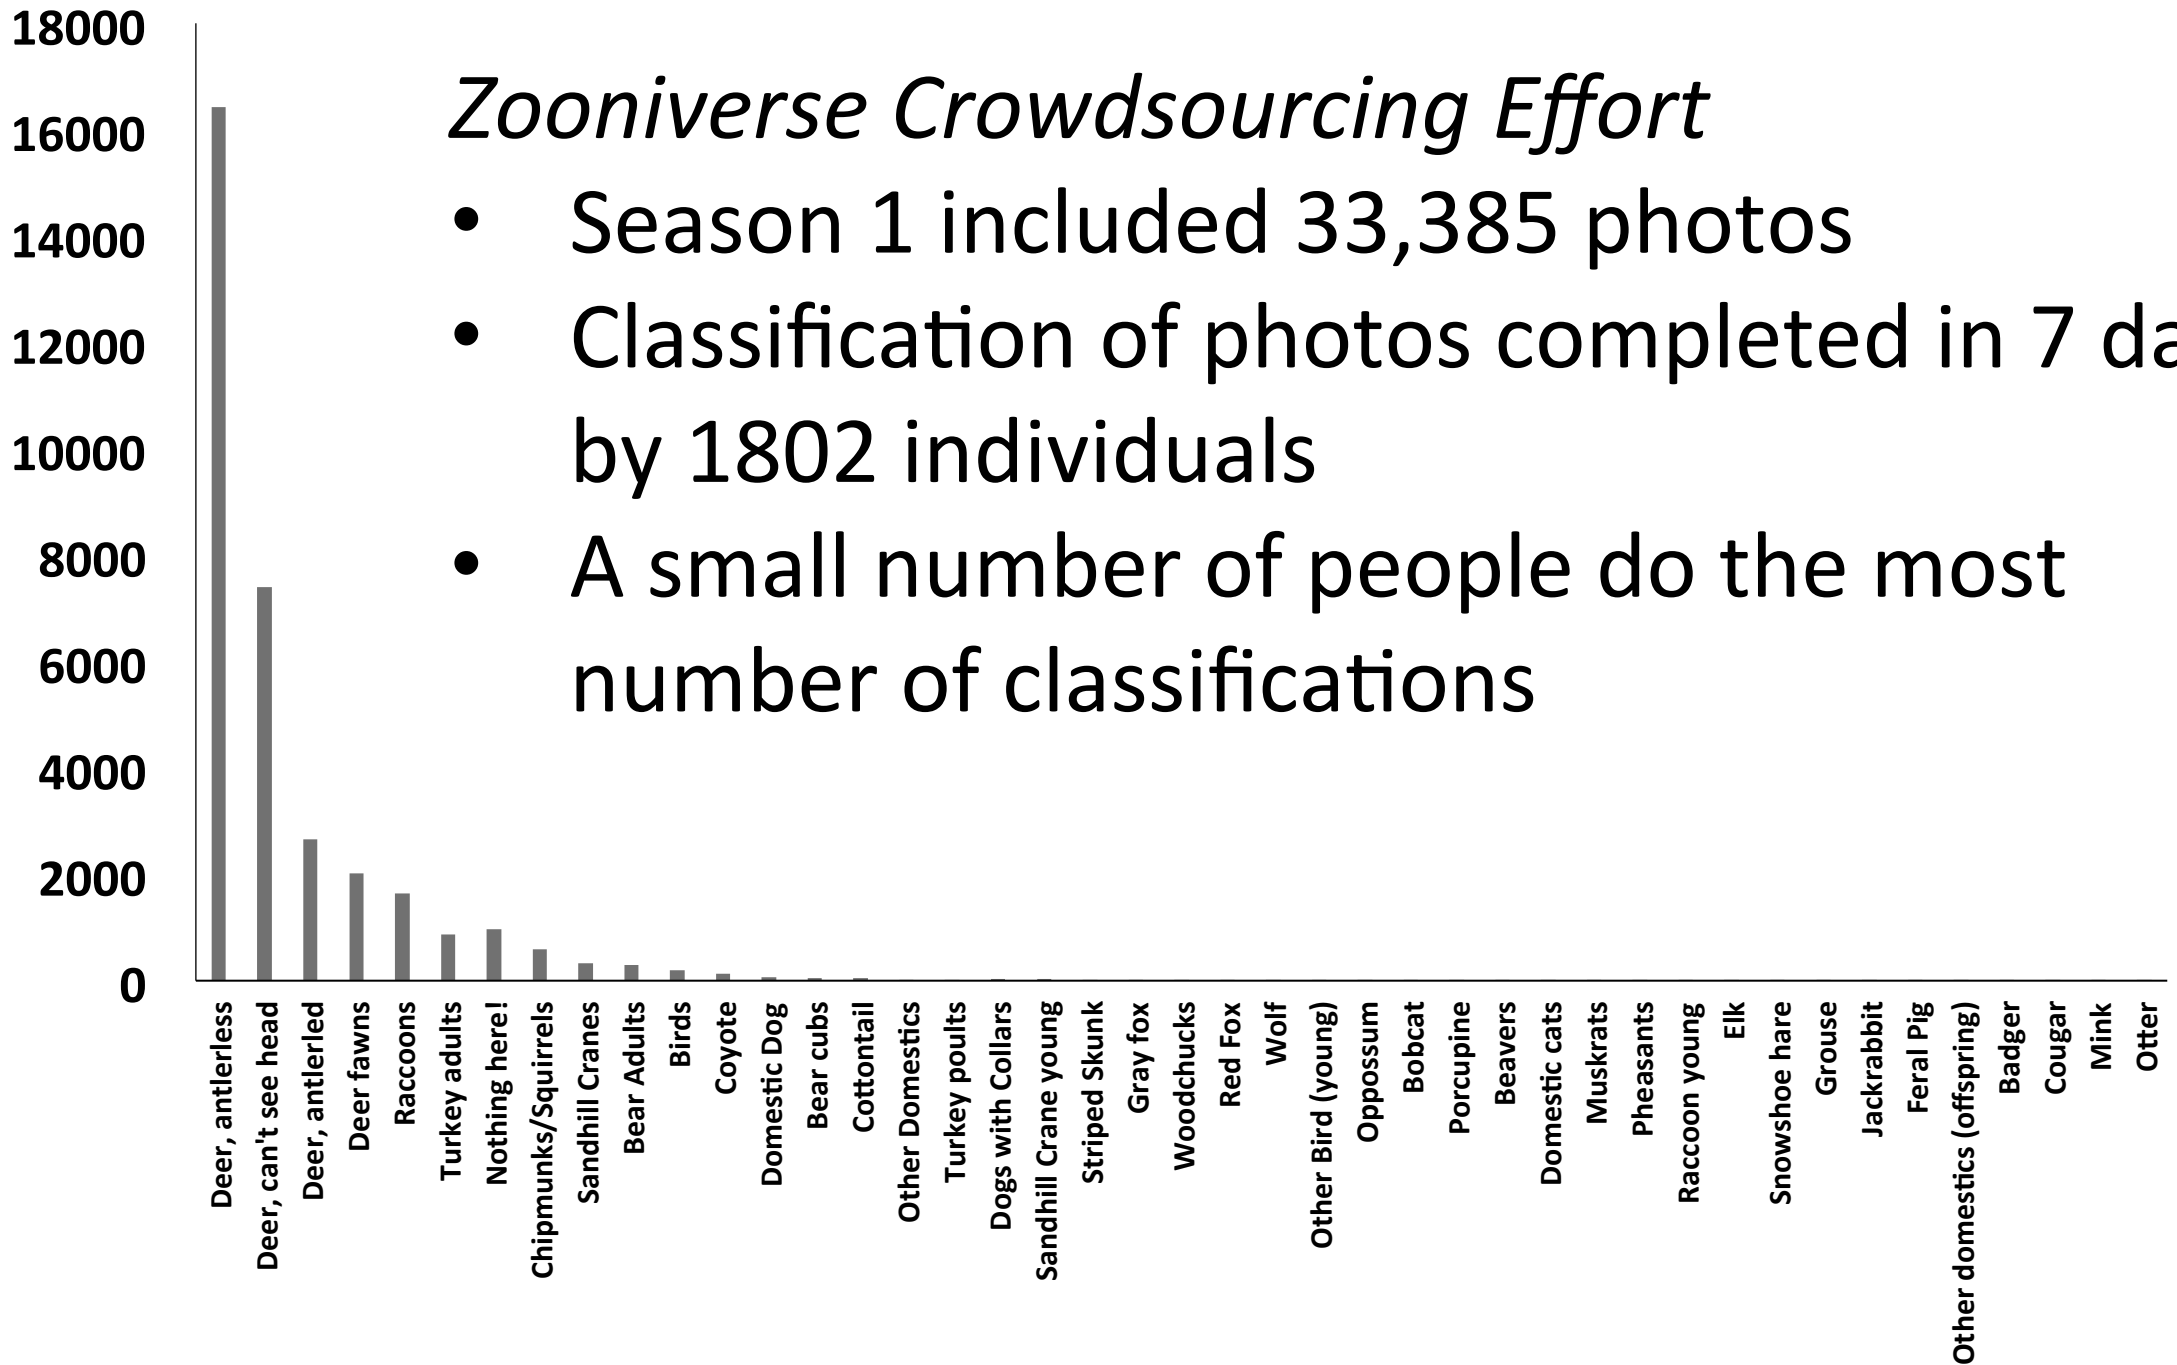 18000
16000
14000
12000
10000
8000
6000
4000
2000
0
Zooniverse Crowdsourcing Effort
• Season 1 included 33,385 photos
• Classification of photos completed in 7
by 1802 individuals
• A small number of people do the most
number of classifications
Deer, antlerless
Deer, can't see head
Deer, antlerled
Deer fawns
Raccoons
Turkey adults
Nothing here!
Chipmunks/Squirrels
Sandhill Cranes
Bear Adults
Birds
Coyote
Domestic Dog
Bear cubs
Cottontail
Other Domestics
Turkey poults
Dogs with Collars
Sandhill Crane young
Striped Skunk
Gray fox
Woodchucks
Red Fox
Wolf
Other Bird (young)
Oppossum
Bobcat
Porcupine
Beavers
Domestic cats
Muskrats
Pheasants
Raccoon young
Elk
Snowshoe hare
Grouse
Jackrabbit
Feral Pig
Other domestics (offspring)
Badger
Cougar
Mink
Otter